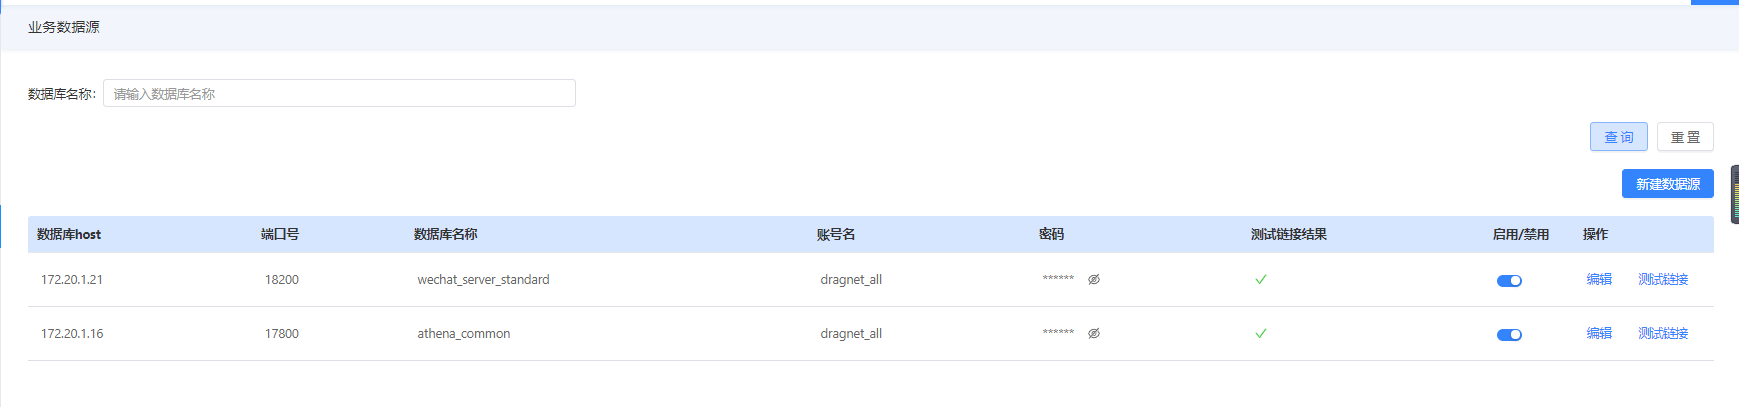 业务数据源
数据库名称: 请输入数据库名称
查 询 重 置
新建数据源
数据库host 端口号 数据库名称 账号名 密码 测试链接结果 启用/禁用 操作
172.20.1.21 18200 wechat_server_standard dragnet_all ****** 编辑 测试链接
172.20.1.16 17800 athena_common dragnet_all ****** 编辑 测试链接